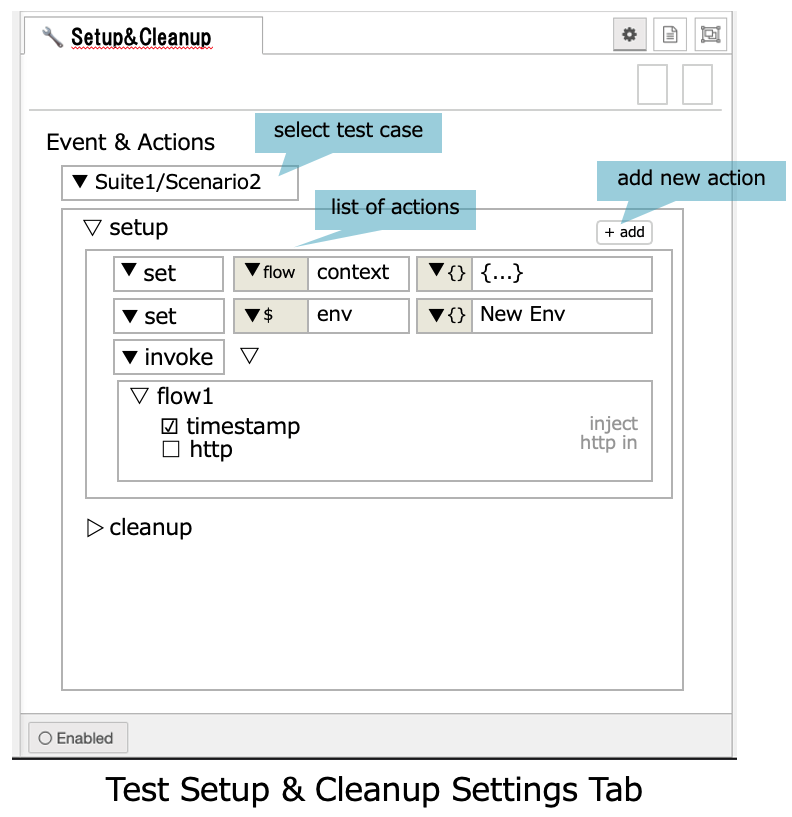 Setup&Cleanup
select test case
Event & Actions
Suite1/Scenario2
add new action
list of actions
setup
+ add
set flow context {} {...}
set $ env {} New Env
invoke
flow1
timestamp inject
http http in
cleanup
Enabled
Test Setup & Cleanup Settings Tab